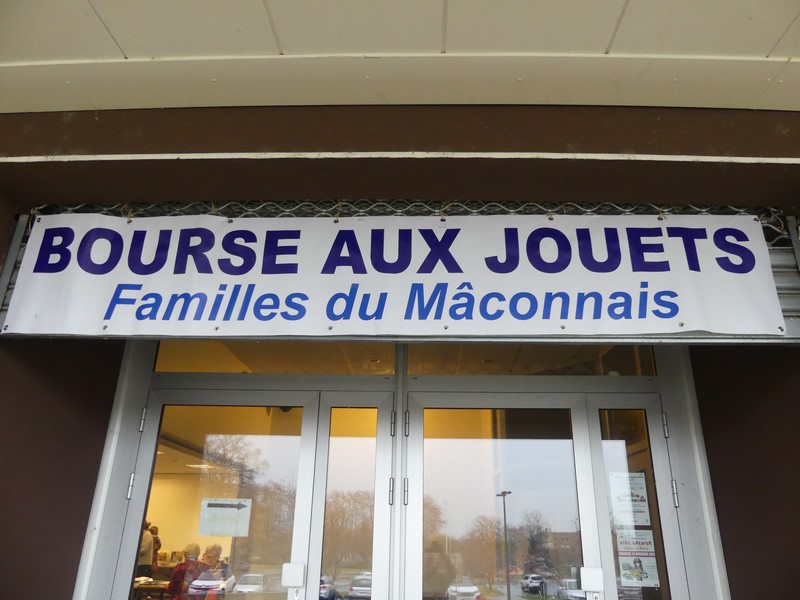 BOURSE AUX JOUETS
Familles du Mâconnais